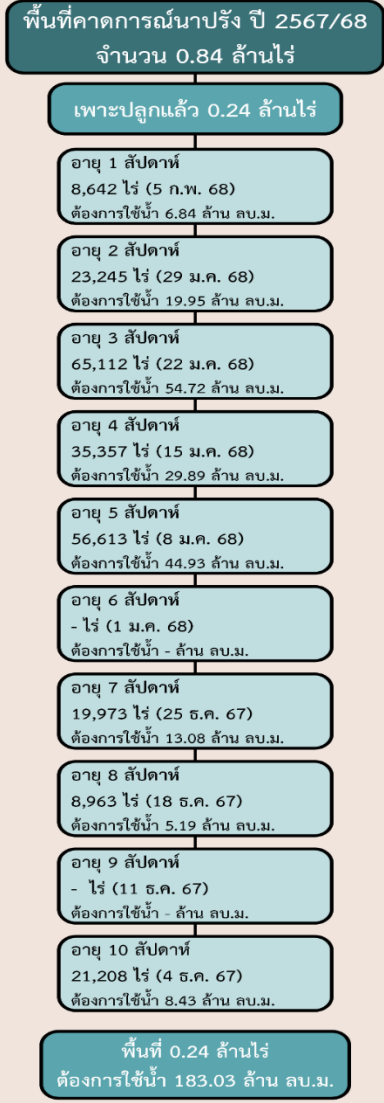 พื้นที่คาดการณ์นาปรัง ปี 2567/68
จำนวน 0.84 ล้านไร่
เพาะปลูกแล้ว 0.24 ล้านไร่
อายุ 1 สัปดาห์
8,642 ไร่ (5 ก.พ. 68)
ต้องการใช้น้ำ 6.84 ล้าน ลบ.ม.
อายุ 2 สัปดาห์
23,245 ไร่ (29 ม.ค. 68)
ต้องการใช้น้ำ 19.95 ล้าน ลบ.ม.
อายุ 3 สัปดาห์
65,112 ไร่ (22 ม.ค. 68)
ต้องการใช้น้ำ 54.72 ล้าน ลบ.ม.
อายุ 4 สัปดาห์
35,357 ไร่ (15 ม.ค. 68)
ต้องการใช้น้ำ 29.89 ล้าน ลบ.ม.
อายุ 5 สัปดาห์
56,613 ไร่ (8 ม.ค. 68)
ต้องการใช้น้ำ 44.93 ล้าน ลบ.ม.
อายุ 6 สัปดาห์
- ไร่ (1 ม.ค. 68)
ต้องการใช้น้ำ - ล้าน ลบ.ม.
อายุ 7 สัปดาห์
19,973 ไร่ (25 ธ.ค. 67)
ต้องการใช้น้ำ 13.08 ล้าน ลบ.ม.
อายุ 8 สัปดาห์
8,963 ไร่ (18 ธ.ค. 67)
ต้องการใช้น้ำ 5.19 ล้าน ลบ.ม.
อายุ 9 สัปดาห์
- ไร่ (11 ธ.ค. 67)
ต้องการใช้น้ำ - ล้าน ลบ.ม.
อายุ 10 สัปดาห์
21,208 ไร่ (4 ธ.ค. 67)
ต้องการใช้น้ำ 8.43 ล้าน ลบ.ม.
พื้นที่ 0.24 ล้านไร่
ต้องการใช้น้ำ 183.03 ล้าน ลบ.ม.